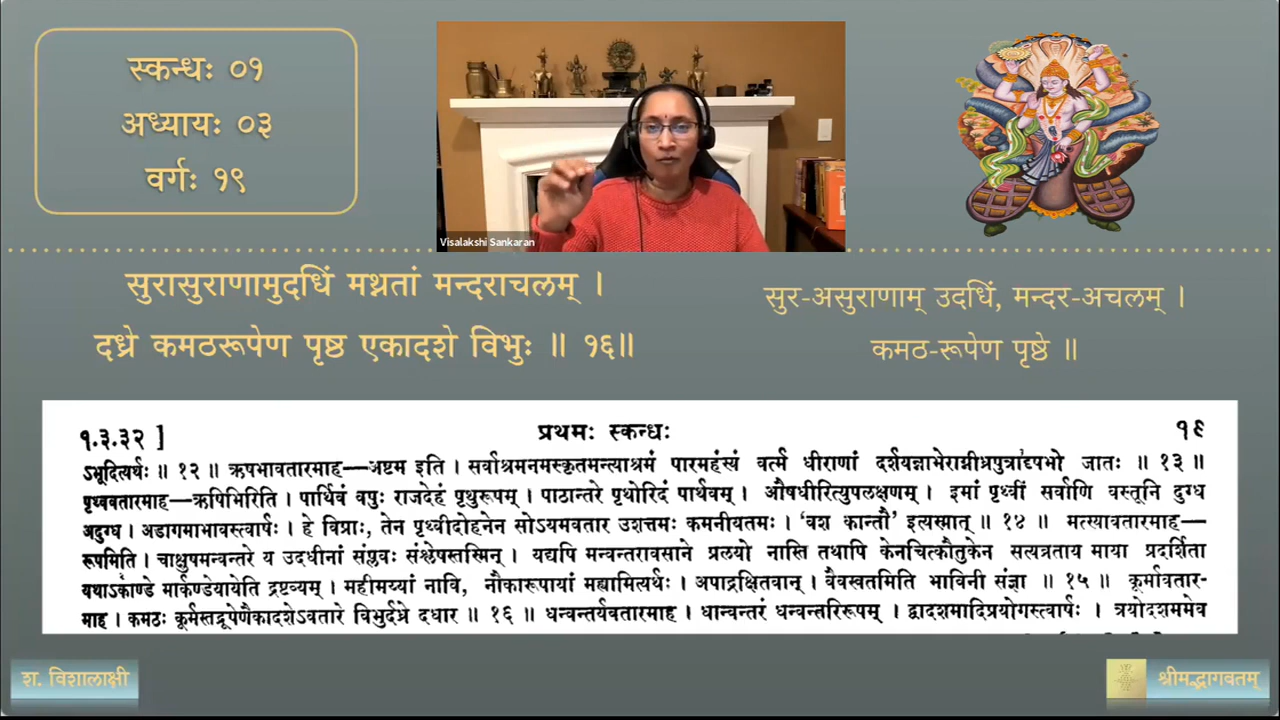 स्कन्धः ०१
अध्यायः ०३
वर्गः १९
Visalakshi Sankaran
सुरासुराणामुदधिं मथ्नतां मन्दराचलम् ।
दध्रे कमठरूपेण पृष्ठ एकादशे विभुः ॥ १६॥
सुर-असुराणाम् उदधिं, मन्दर-अचलम् ।
कमठ-रूपेण पृष्ठे ॥
१.३.३२ ] प्रथमः स्कन्धः १९
ऽभूदित्यर्थः ॥ १२ ॥ ऋषभावतारमाह—अष्टम इति । सर्वाश्रमनमस्कृतमन्त्याश्रमं पारमहंस्यं वर्त्म धीराणां दर्शयन्नाभेराग्नीध्रपुत्रादृषभो जातः ॥ १३ ॥
पृथ्ववतारमाह—ऋषिभिरिति । पार्थिवं वपुः राजदेहं पृथुरूपम् । पाठान्तरे पृथोरिदं पार्थवम् । औषधीरित्युपलक्षणम् । इमां पृथ्वीं सर्वाणि वस्तूनि दुग्ध
अदुग्ध । अडागमाभावस्त्वार्षः । हे विप्राः, तेन पृथ्वीदोहनेन सोऽयमवतार उशत्तमः कमनीयतमः । ‘वश कान्तौ’ इत्यस्मात् ॥ १४ ॥ मत्स्यावतारमाह—
रूपमिति । चाक्षुषमन्वन्तरे य उदधीनां संप्लवः संश्लेषस्तस्मिन् । यद्यपि मन्वन्तरावसाने प्रलयो नास्ति तथापि केनचित्कौतुकेन सत्यव्रताय माया प्रदर्शिता
यथाऽकाण्डे मार्कण्डेयायेति द्रष्टव्यम् । महीमय्यां नावि, नौकारूपायां मह्यामित्यर्थः । अपाद्रक्षितवान् । वैवस्वतमिति भाविनी संज्ञा ॥ १५ ॥ कूर्मावतार-
माह । कमठः कूर्मस्तद्रूपेणैकादशेऽवतारे विभुर्दध्रे दधार ॥ १६ ॥ धन्वन्तर्यवतारमाह । धान्वन्तरं धन्वन्तरिरूपम् । द्वादशमादिप्रयोगस्त्वार्षः । त्रयोदशममेव
श. विशालाक्षी
श्रीमद्भागवतम्